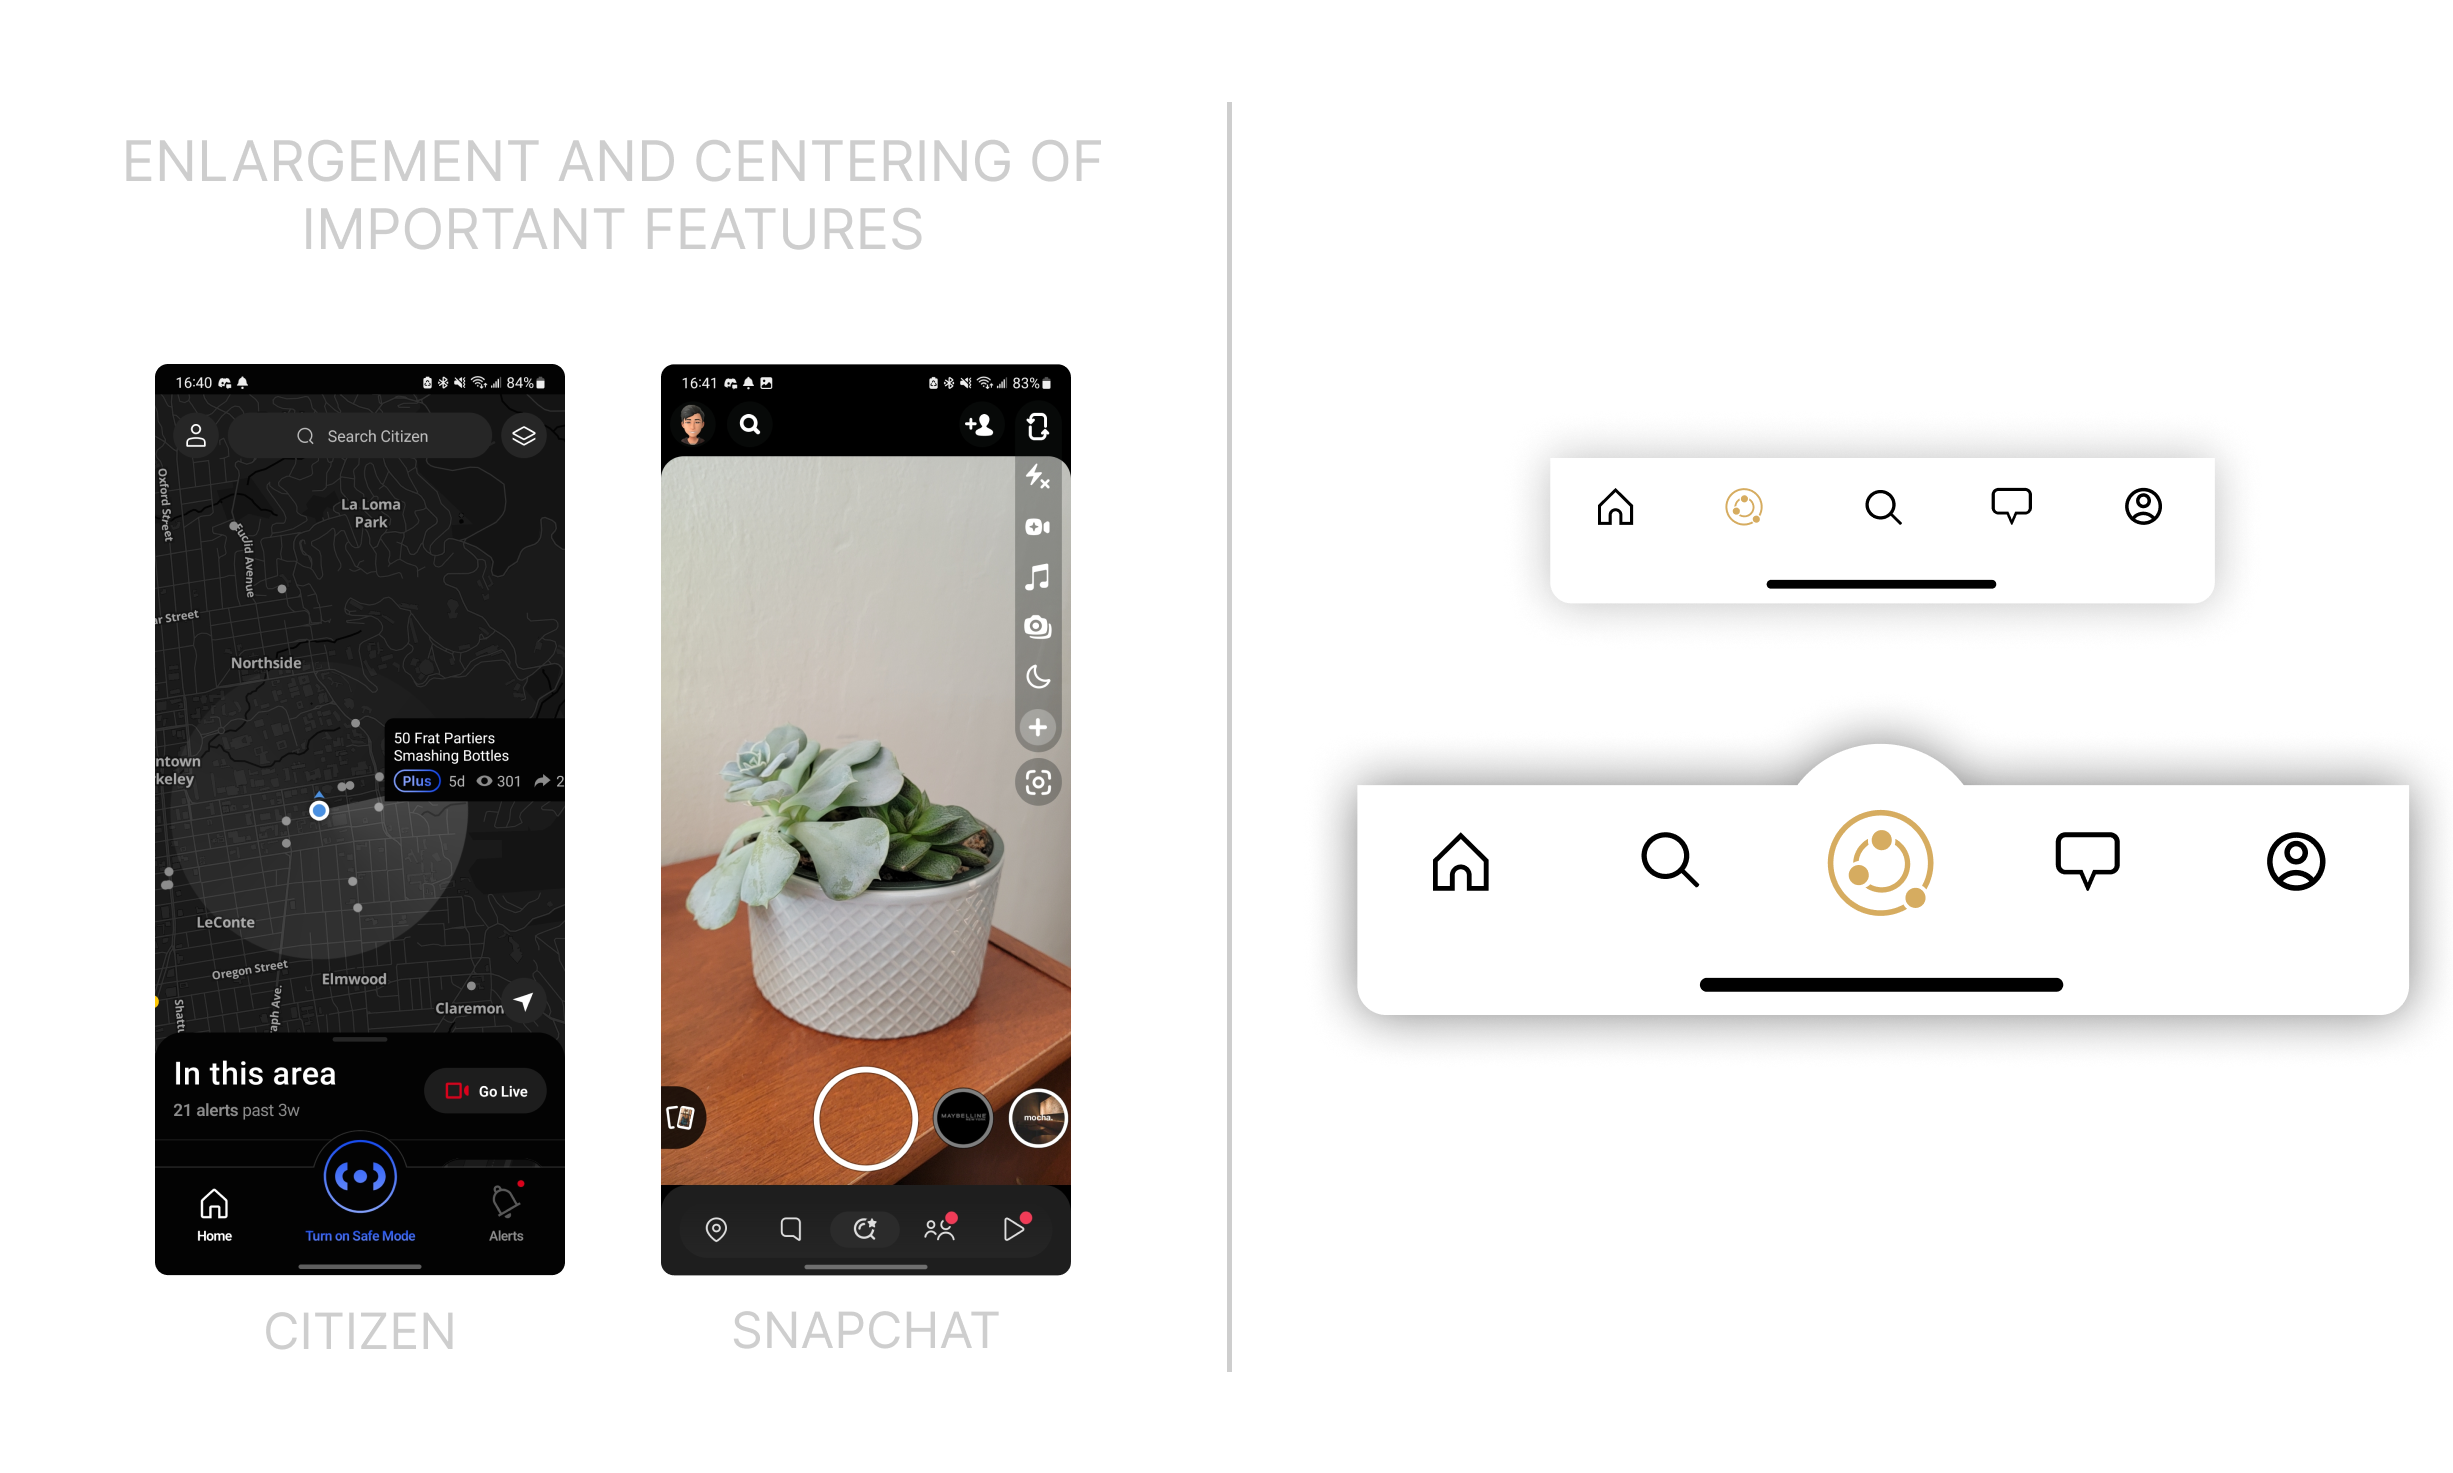 ENLARGEMENT AND CENTERING OF
IMPORTANT FEATURES
16:40
84%
Search Citizen
Oxford Street
La Loma
Park
Euclid Avenue
ar Street
Northside
50 Frat Partiers
Smashing Bottles
Plus 5d 301 2
ntown
keley
LeConte
Oregon Street
Elmwood
Claremon
Shattu
raph Ave.
In this area
21 alerts past 3w
Go Live
Home
Turn on Safe Mode
Alerts
CITIZEN
16:41
83%
MAYBELLINE
mocha.
SNAPCHAT